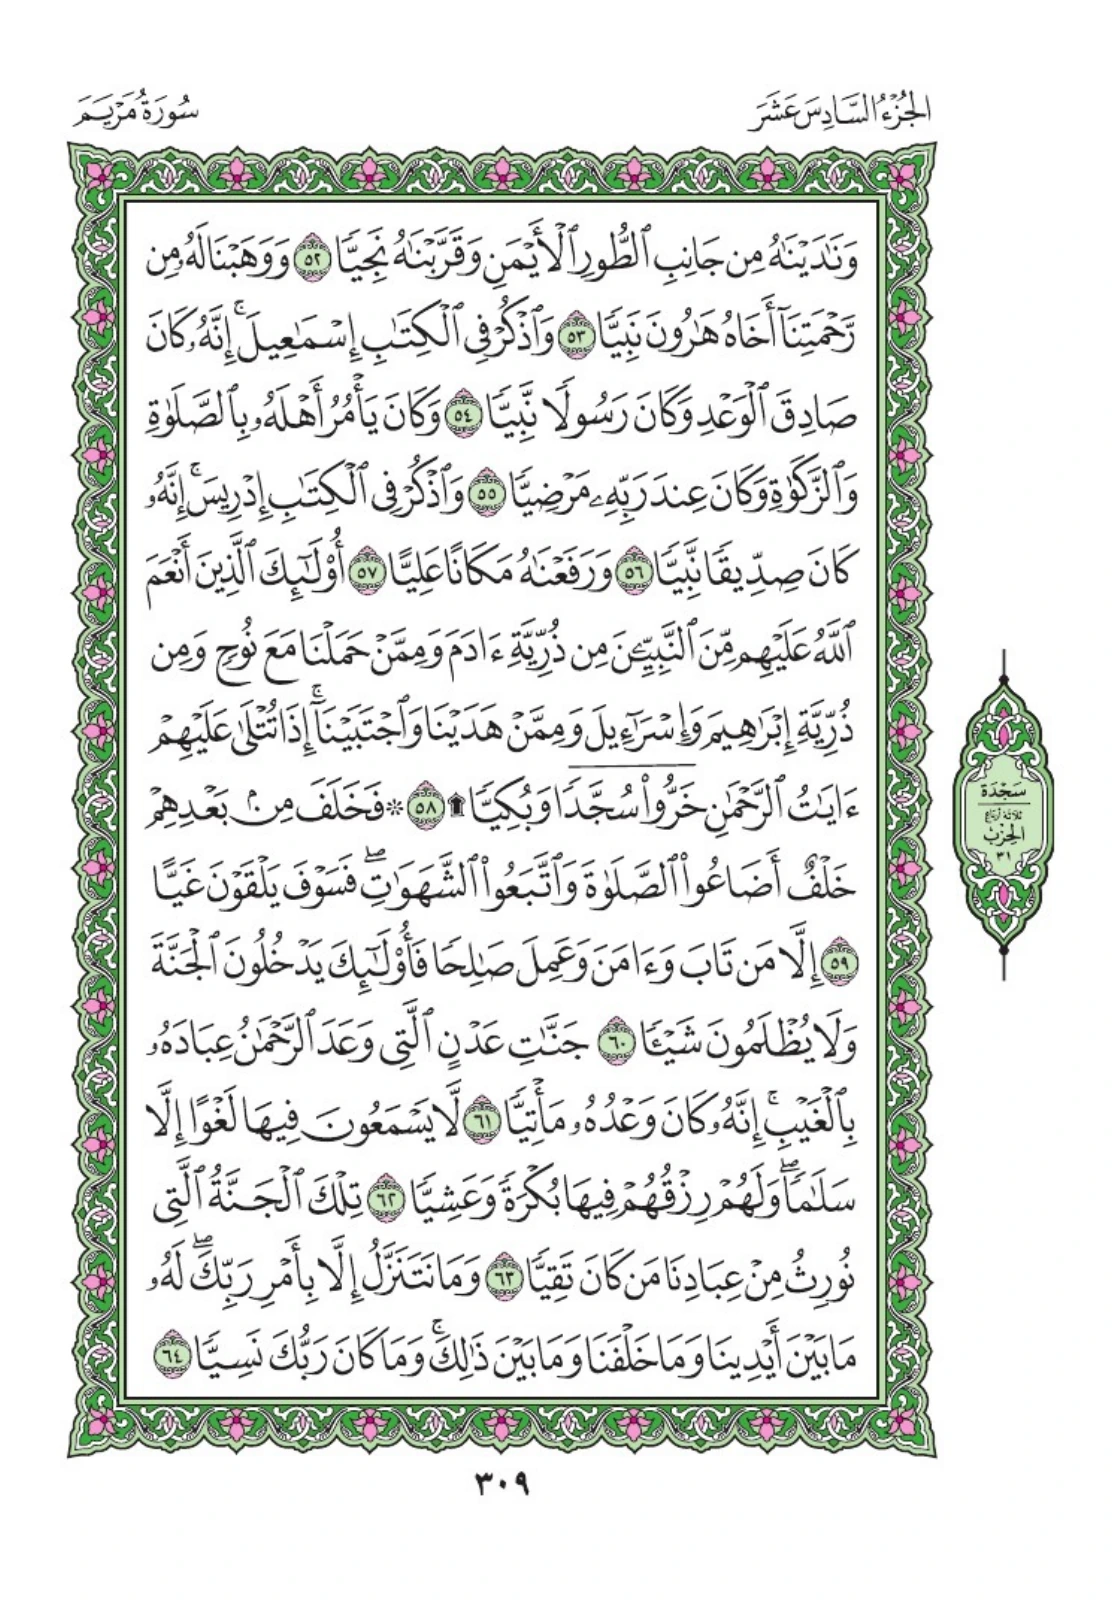 الجُزْءُ السَّادِسَ عَشَرَ
سُورَةُ مَرْيَمَ
وَنَٰدَيْنَٰهُ مِن جَانِبِ ٱلطُّورِ ٱلْأَيْمَنِ وَقَرَّبْنَٰهُ نَجِيًّا ٥٢ وَوَهَبْنَا لَهُۥ مِن
رَّحْمَتِنَآ أَخَاهُ هَٰرُونَ نَبِيًّا ٥٣ وَٱذْكُرْ فِى ٱلْكِتَٰبِ إِسْمَٰعِيلَ ۚ إِنَّهُۥ كَانَ
صَادِقَ ٱلْوَعْدِ وَكَانَ رَسُولًا نَّبِيًّا ٥٤ وَكَانَ يَأْمُرُ أَهْلَهُۥ بِٱلصَّلَوٰةِ
وَٱلزَّكَوٰةِ وَكَانَ عِندَ رَبِّهِۦ مَرْضِيًّا ٥٥ وَٱذْكُرْ فِى ٱلْكِتَٰبِ إِدْرِيسَ ۚ إِنَّهُۥ
كَانَ صِدِّيقًا نَّبِيًّا ٥٦ وَرَفَعْنَٰهُ مَكَانًا عَلِيًّا ٥٧ أُو۟لَٰٓئِكَ ٱلَّذِينَ أَنْعَمَ
ٱللَّهُ عَلَيْهِم مِّنَ ٱلنَّبِيِّـۧنَ مِن ذُرِّيَّةِ ءَادَمَ وَمِمَّنْ حَمَلْنَا مَعَ نُوحٍ وَمِن
ذُرِّيَّةِ إِبْرَٰهِيمَ وَإِسْرَٰٓءِيلَ وَمِمَّنْ هَدَيْنَا وَٱجْتَبَيْنَآ ۚ إِذَا تُتْلَىٰ عَلَيْهِمْ
ءَايَٰتُ ٱلرَّحْمَٰنِ خَرُّوا۟ سُجَّدًا وَبُكِيًّا ۩ ٥٨ ۞ فَخَلَفَ مِنۢ بَعْدِهِمْ
خَلْفٌ أَضَاعُوا۟ ٱلصَّلَوٰةَ وَٱتَّبَعُوا۟ ٱلشَّهَوَٰتِ ۖ فَسَوْفَ يَلْقَوْنَ غَيًّا
٥٩ إِلَّا مَن تَابَ وَءَامَنَ وَعَمِلَ صَٰلِحًا فَأُو۟لَٰٓئِكَ يَدْخُلُونَ ٱلْجَنَّةَ
وَلَا يُظْلَمُونَ شَيْـًٔا ٦٠ جَنَّٰتِ عَدْنٍ ٱلَّتِى وَعَدَ ٱلرَّحْمَٰنُ عِبَادَهُۥ
بِٱلْغَيْبِ ۚ إِنَّهُۥ كَانَ وَعْدُهُۥ مَأْتِيًّا ٦١ لَّا يَسْمَعُونَ فِيهَا لَغْوًا إِلَّا
سَلَٰمًا ۖ وَلَهُمْ رِزْقُهُمْ فِيهَا بُكْرَةً وَعَشِيًّا ٦٢ تِلْكَ ٱلْجَنَّةُ ٱلَّتِى
نُورِثُ مِنْ عِبَادِنَا مَن كَانَ تَقِيًّا ٦٣ وَمَا نَتَنَزَّلُ إِلَّا بِأَمْرِ رَبِّكَ ۖ لَهُۥ
مَا بَيْنَ أَيْدِينَا وَمَا خَلْفَنَا وَمَا بَيْنَ ذَٰلِكَ ۚ وَمَا كَانَ رَبُّكَ نَسِيًّا ٦٤
سَجْدَة
ثلاثة أرباع
الحِزْب
٣١
٣٠٩